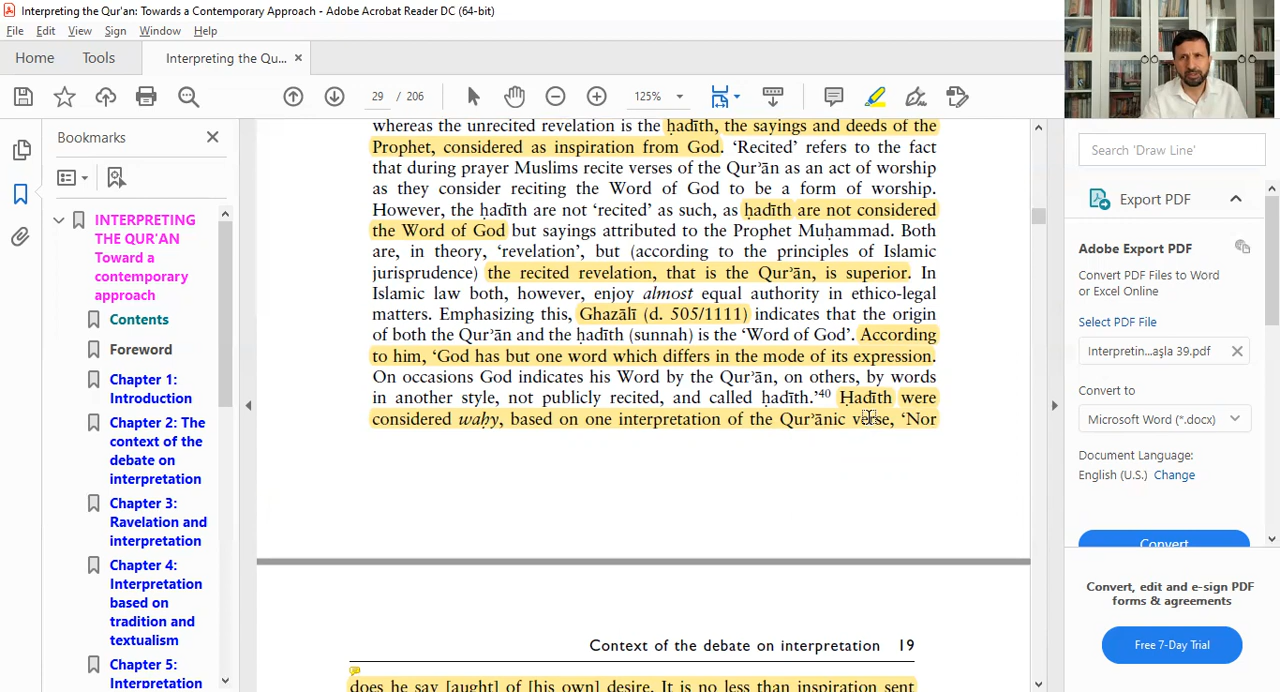 Interpreting the Qur'an: Towards a Contemporary Approach - Adobe Acrobat Reader DC (64-bit)
File Edit View Sign Window Help
Home Tools Interpreting the Qu... ×
29 / 206 125%
Bookmarks
INTERPRETING
THE QUR'AN
Toward a
contemporary
approach
Contents
Foreword
Chapter 1:
Introduction
Chapter 2: The
context of the
debate on
interpretation
Chapter 3:
Ravelation and
interpretation
Chapter 4:
Interpretation
based on
tradition and
textualism
Chapter 5:
Interpretation
whereas the unrecited revelation is the ḥadīth, the sayings and deeds of the
Prophet, considered as inspiration from God. ‘Recited’ refers to the fact
that during prayer Muslims recite verses of the Qurʾān as an act of worship
as they consider reciting the Word of God to be a form of worship.
However, the ḥadīth are not ‘recited’ as such, as ḥadīth are not considered
the Word of God but sayings attributed to the Prophet Muḥammad. Both
are, in theory, ‘revelation’, but (according to the principles of Islamic
jurisprudence) the recited revelation, that is the Qurʾān, is superior. In
Islamic law both, however, enjoy almost equal authority in ethico-legal
matters. Emphasizing this, Ghazālī (d. 505/1111) indicates that the origin
of both the Qurʾān and the ḥadīth (sunnah) is the ‘Word of God’. According
to him, ‘God has but one word which differs in the mode of its expression.
On occasions God indicates his Word by the Qurʾān, on others, by words
in another style, not publicly recited, and called ḥadīth.’⁴⁰ Ḥadīth were
considered waḥy, based on one interpretation of the Qurʾānic verse, ‘Nor
Context of the debate on interpretation 19
does he say [aught] of [his own] desire. It is no less than inspiration sent
Search 'Draw Line'
Export PDF
Adobe Export PDF
Convert PDF Files to Word
or Excel Online
Select PDF File
Interpretin...aşla 39.pdf
Convert to
Microsoft Word (*.docx)
Document Language:
English (U.S.) Change
Convert
Convert, edit and e-sign PDF
forms & agreements
Free 7-Day Trial